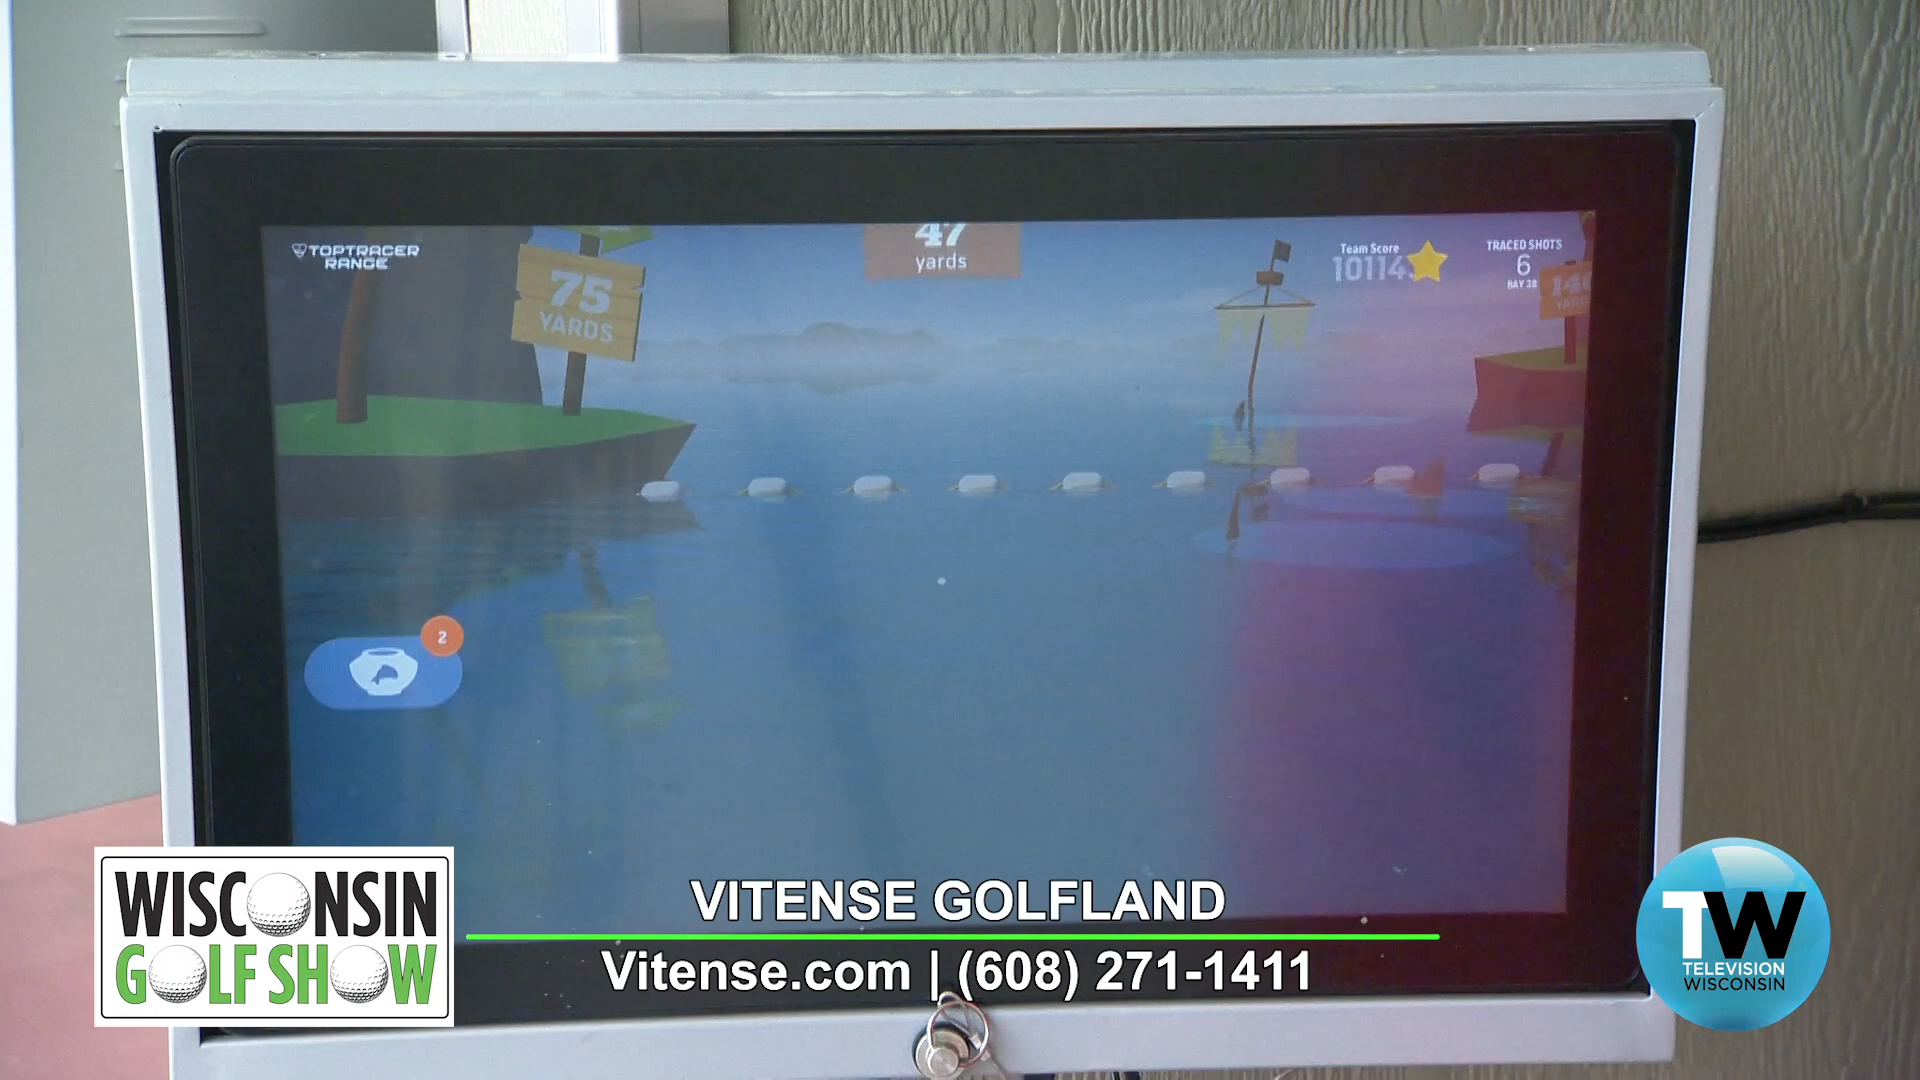 TOPTRACER
RANGE
75
YARDS
47
yards
Team Score
TRACED SHOTS
6
BAY 38
YARDS
2
WISCONSIN
GOLF SHOW
VITENSE GOLFLAND
Vitense.com | (608) 271-1411
TW
TELEVISION
WISCONSIN